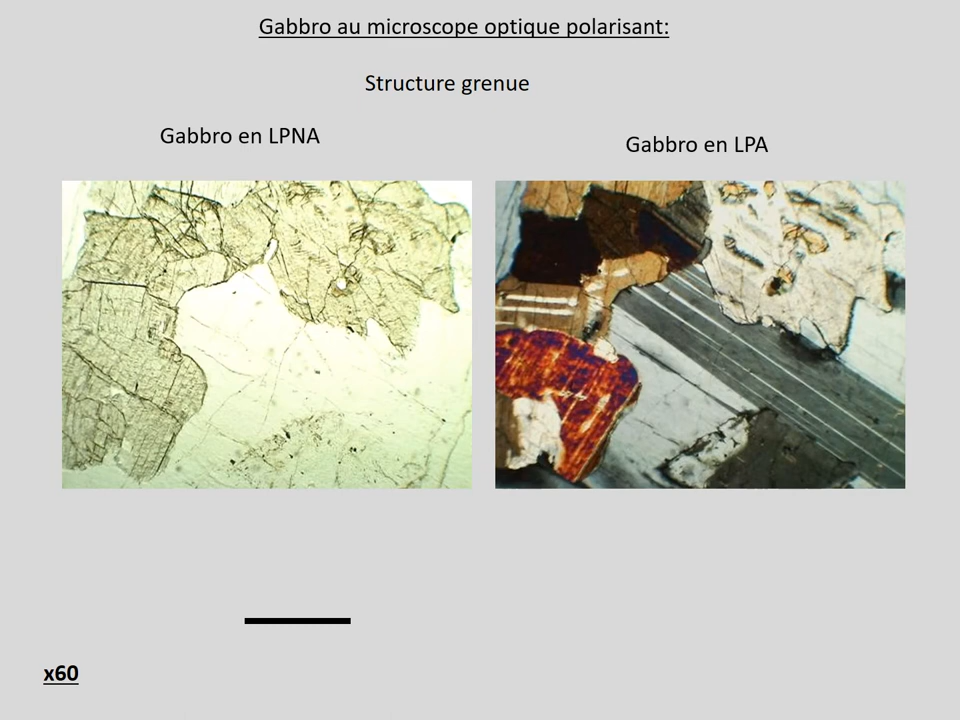 Gabbro au microscope optique polarisant:
Structure grenue
Gabbro en LPNA
Gabbro en LPA
x60